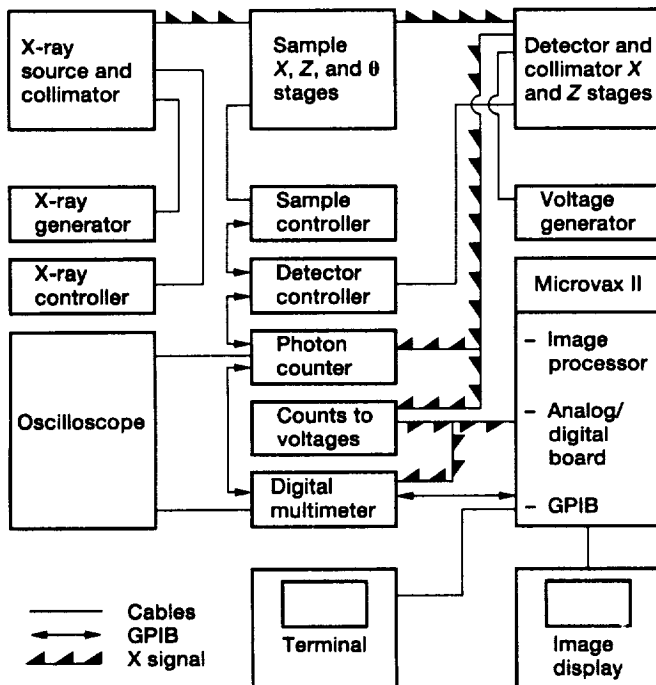 X-ray
source and
collimator
Sample
X, Z, and θ
stages
Detector and
collimator X
and Z stages
X-ray
generator
Sample
controller
Voltage
generator
X-ray
controller
Detector
controller
Microvax II
Oscilloscope
Photon
counter
Counts to
voltages
Digital
multimeter
– Image
processor
– Analog/
digital
board
– GPIB
Cables
GPIB
X signal
Terminal
Image
display